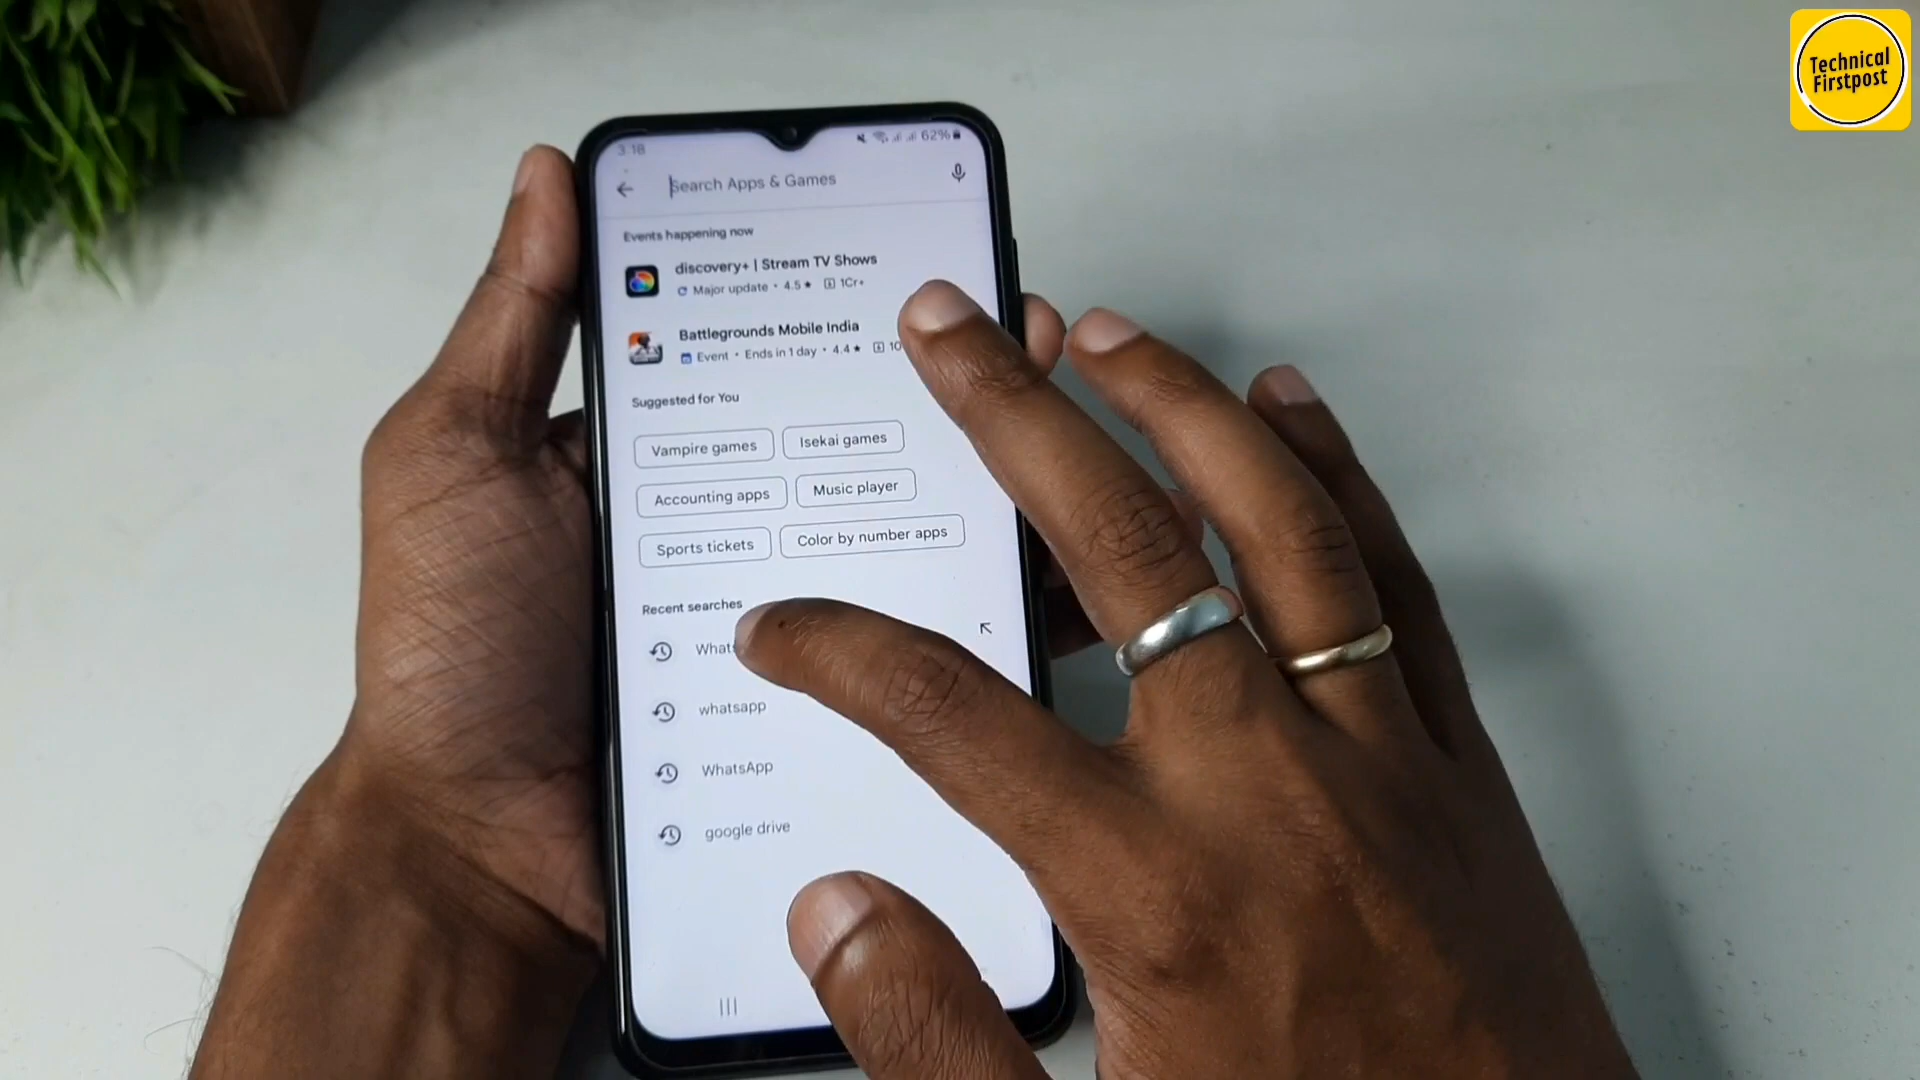 Technical
Firstpost
3 18
62%
Search Apps & Games
Events happening now
discovery+ | Stream TV Shows
Major update • 4.5★ 1Cr+
Battlegrounds Mobile India
Event • Ends in 1 day • 4.4★ 10
Suggested for You
Vampire games
Isekai games
Accounting apps
Music player
Sports tickets
Color by number apps
Recent searches
Whats
whatsapp
WhatsApp
google drive